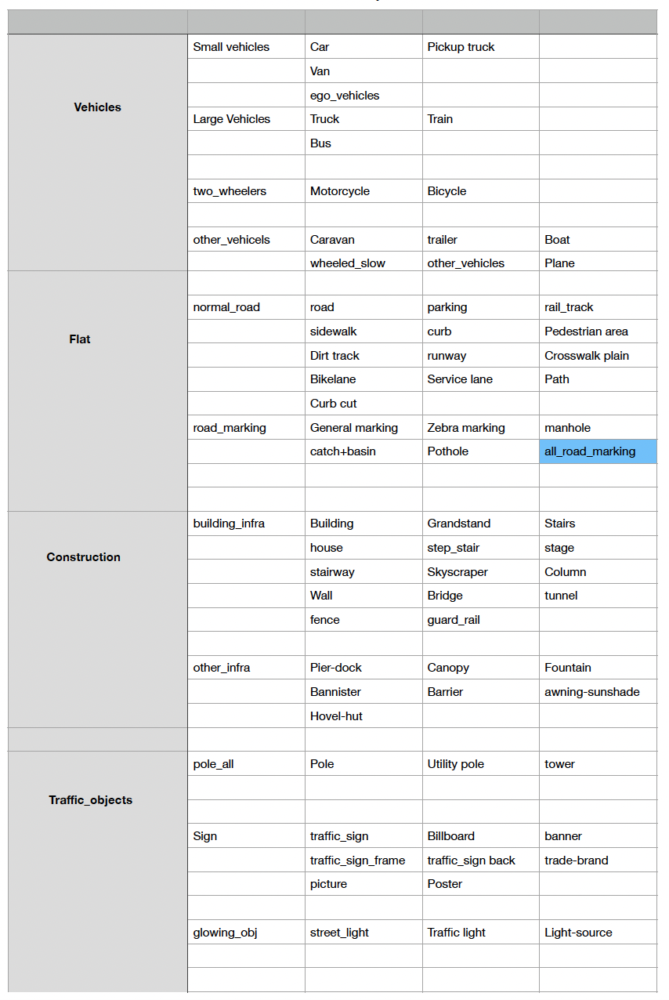 Small vehicles Car Pickup truck
Van
Vehicles
ego_vehicles
Large Vehicles Truck Train
Bus
two_wheelers Motorcycle Bicycle
other_vehicels Caravan trailer Boat
wheeled_slow other_vehicles Plane
normal_road road parking rail_track
Flat
sidewalk curb Pedestrian area
Dirt track runway Crosswalk plain
Bikelane Service lane Path
Curb cut
road_marking General marking Zebra marking manhole
catch+basin Pothole all_road_marking
building_infra Building Grandstand Stairs
Construction
house step_stair stage
stairway Skyscraper Column
Wall Bridge tunnel
fence guard_rail
other_infra Pier-dock Canopy Fountain
Bannister Barrier awning-sunshade
Hovel-hut
pole_all Pole Utility pole tower
Traffic_objects
Sign traffic_sign Billboard banner
traffic_sign_frame traffic_sign back trade-brand
picture Poster
glowing_obj street_light Traffic light Light-source